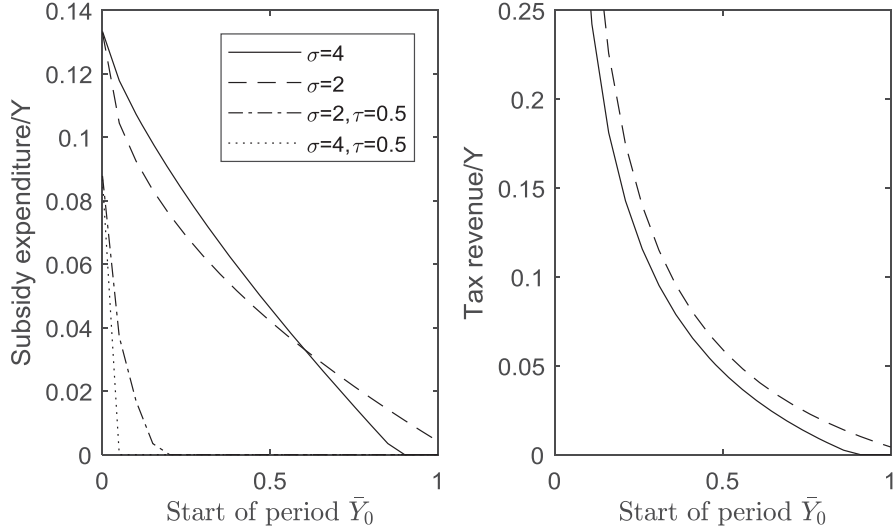 0.14
0.12
0.1
0.08
0.06
0.04
0.02
0
Subsidy expenditure/Y
σ=4
σ=2
σ=2,τ=0.5
σ=4,τ=0.5
0 0.5 1
Start of period Ȳ₀
0.25
0.2
0.15
0.1
0.05
0
Tax revenue/Y
0 0.5 1
Start of period Ȳ₀